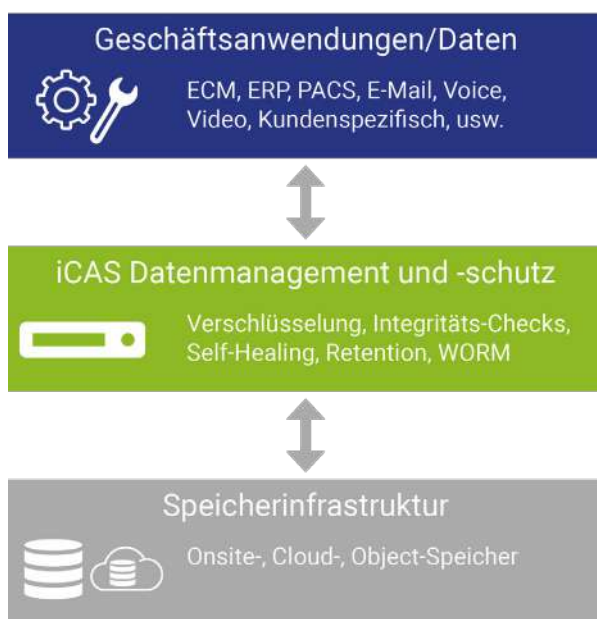 Geschäftsanwendungen/Daten
ECM, ERP, PACS, E-Mail, Voice,
Video, Kundenspezifisch, usw.
iCAS Datenmanagement und -schutz
Verschlüsselung, Integritäts-Checks,
Self-Healing, Retention, WORM
Speicherinfrastruktur
Onsite-, Cloud-, Object-Speicher